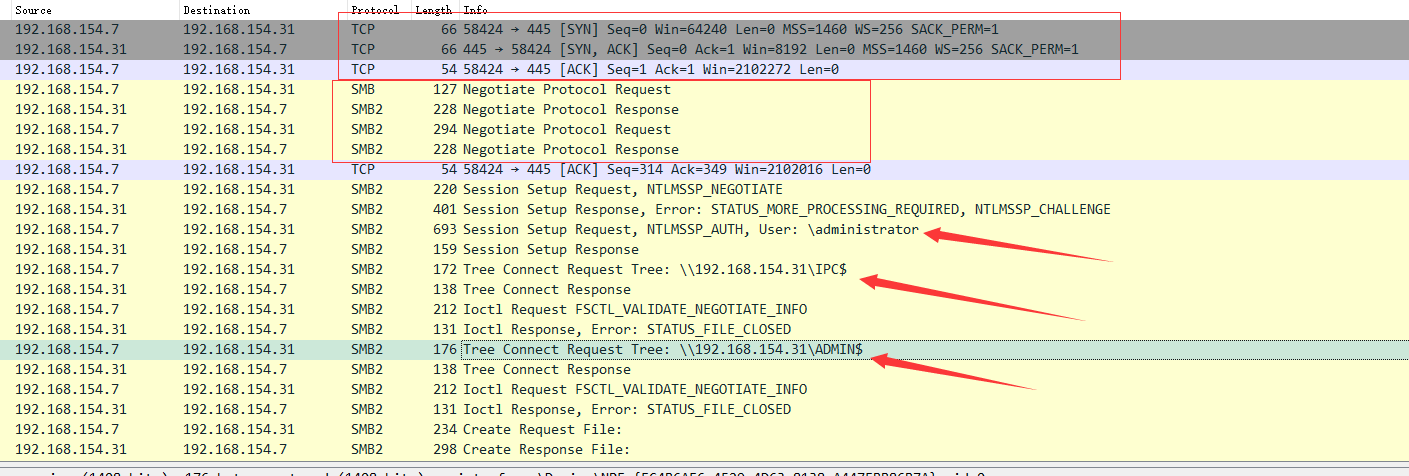 Source Destination Protocol Length Info
192.168.154.7 192.168.154.31 TCP 66 58424 → 445 [SYN] Seq=0 Win=64240 Len=0 MSS=1460 WS=256 SACK_PERM=1
192.168.154.31 192.168.154.7 TCP 66 445 → 58424 [SYN, ACK] Seq=0 Ack=1 Win=8192 Len=0 MSS=1460 WS=256 SACK_PERM=1
192.168.154.7 192.168.154.31 TCP 54 58424 → 445 [ACK] Seq=1 Ack=1 Win=2102272 Len=0
192.168.154.7 192.168.154.31 SMB 127 Negotiate Protocol Request
192.168.154.31 192.168.154.7 SMB2 228 Negotiate Protocol Response
192.168.154.7 192.168.154.31 SMB2 294 Negotiate Protocol Request
192.168.154.31 192.168.154.7 SMB2 228 Negotiate Protocol Response
192.168.154.7 192.168.154.31 TCP 54 58424 → 445 [ACK] Seq=314 Ack=349 Win=2102016 Len=0
192.168.154.7 192.168.154.31 SMB2 220 Session Setup Request, NTLMSSP_NEGOTIATE
192.168.154.31 192.168.154.7 SMB2 401 Session Setup Response, Error: STATUS_MORE_PROCESSING_REQUIRED, NTLMSSP_CHALLENGE
192.168.154.7 192.168.154.31 SMB2 693 Session Setup Request, NTLMSSP_AUTH, User: \administrator
192.168.154.31 192.168.154.7 SMB2 159 Session Setup Response
192.168.154.7 192.168.154.31 SMB2 172 Tree Connect Request Tree: \\192.168.154.31\IPC$
192.168.154.31 192.168.154.7 SMB2 138 Tree Connect Response
192.168.154.7 192.168.154.31 SMB2 212 Ioctl Request FSCTL_VALIDATE_NEGOTIATE_INFO
192.168.154.31 192.168.154.7 SMB2 131 Ioctl Response, Error: STATUS_FILE_CLOSED
192.168.154.7 192.168.154.31 SMB2 176 Tree Connect Request Tree: \\192.168.154.31\ADMIN$
192.168.154.31 192.168.154.7 SMB2 138 Tree Connect Response
192.168.154.7 192.168.154.31 SMB2 212 Ioctl Request FSCTL_VALIDATE_NEGOTIATE_INFO
192.168.154.31 192.168.154.7 SMB2 131 Ioctl Response, Error: STATUS_FILE_CLOSED
192.168.154.7 192.168.154.31 SMB2 234 Create Request File:
192.168.154.31 192.168.154.7 SMB2 298 Create Response File: